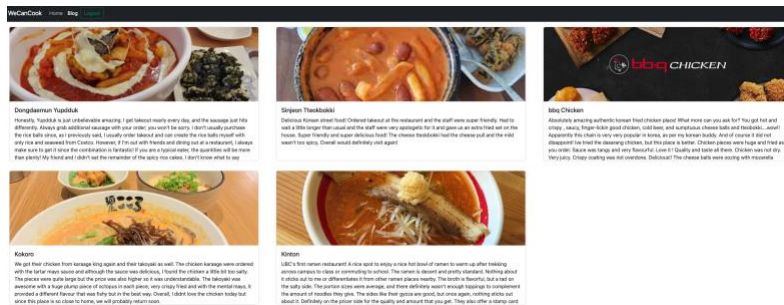 WeCanCook Home Blog Logout
bb.q CHICKEN
Dongdaemun Yupdduk
Honestly, Yupdduk is just unbelievable amazing. I get takeout nearly every day, and the sausage just hits
differently. Always grab additional sausage with your order; you won't be sorry. I don't usually purchase
the rice balls since, as I previously said, I usually order takeout and can create the rice balls myself with
only rice and seaweed from Costco. However, if I'm out with friends and dining out at a restaurant, I always
make sure to get it since the combination is fantastic! If you are a typical eater, the quantities will be more
than plenty! My friend and I didn't eat the remainder of the spicy rice cakes. I don't know what to say
Sinjeon Tteokbokki
Delicious Korean street food! Ordered takeout at the restaurant and the staff were super friendly. Had to
wait a little longer than usual and the staff were very apologetic for it and gave us an extra fried set on the
house. Super friendly and super delicious food! The cheese tteokbokki had the cheese pull and the mild
wasn't too spicy. Overall would definitely visit again!
bbq Chicken
Absolutely amazing authentic korean fried chicken place! What more can you ask for? You got hot and
crispy , saucy, finger-lickin good chicken, cold beer, and sumptuous cheese balls and tteokbokki...wow!!
Apparently this chain is very very popular in korea, as per my korean buddy. And of course it did not
disappoint! Ive tried the dasarang chicken, but this place is better. Chicken pieces were huge and fried as
you order. Sauce was tangy and very flavourful. Love it ! Quality and taste all there. Chicken was not dry.
Very juicy. Crispy coating was not overdone. Delicious!! The cheese balls were oozing with mozarella
Kokoro
We got their chicken from karaage king again and their takoyaki as well. The chicken karaage were ordered
with the tartar mayo sauce and although the sauce was delicious, I found the chicken a little bit too salty.
The pieces were quite large but the price was also higher so it was understandable. The takoyaki was
awesome with a huge plump piece of octopus in each piece, very crispy fried and with the mentai mayo, it
provided a different flavour that was fishy but in the best way. Overall, I didnt love the chicken today but
since this place is so close to home, we will probably return soon.
Kinton
UBC's first ramen restaurant! A nice spot to enjoy a nice hot bowl of ramen to warm up after trekking
across campus to class or commuting to school. The ramen is decent and pretty standard. Nothing about
it sticks out to me or differentiates it from other ramen places nearby. The broth is flavorful, but a tad on
the salty side. The portion sizes were average, and there definitely wasn't enough toppings to complement
the amount of noodles they give. The sides like their gyoza are good, but once again, nothing sticks out
about it. Definitely on the pricer side for the quality and amount that you get. They also offer a stamp card